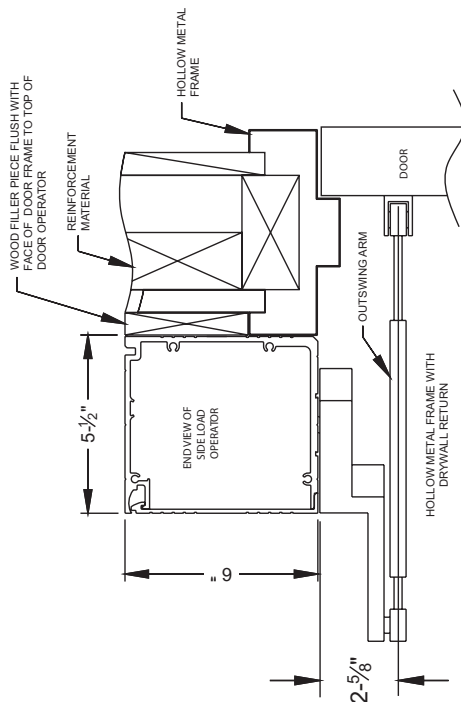 WOOD FILLER PIECE FLUSH WITH
FACE OF DOOR FRAME TO TOP OF
DOOR OPERATOR
REINFORCEMENT
MATERIAL
HOLLOW METAL
FRAME
5-½"
END VIEW OF
SIDE LOAD
OPERATOR
6"
DOOR
OUTSWING ARM
2-⅝"
HOLLOW METAL FRAME WITH
DRYWALL RETURN